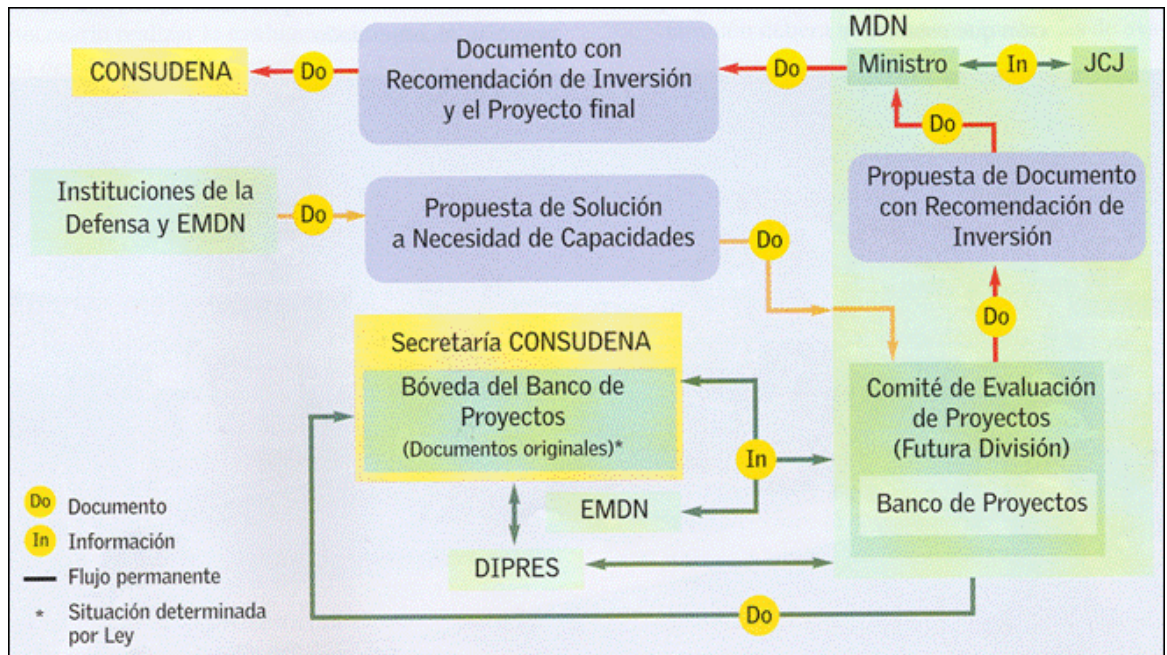 MDN
CONSUDENA
Do
Documento con
Recomendación de Inversión
y el Proyecto final
Do
Ministro
In
JCJ
Do
Instituciones de la
Defensa y EMDN
Do
Propuesta de Solución
a Necesidad de Capacidades
Do
Propuesta de Documento
con Recomendación de
Inversión
Do
Secretaría CONSUDENA
Bóveda del Banco de
Proyectos
(Documentos originales)*
In
Comité de Evaluación
de Proyectos
(Futura División)
Banco de Proyectos
EMDN
DIPRES
Do
Do Documento
In Información
Flujo permanente
* Situación determinada
por Ley